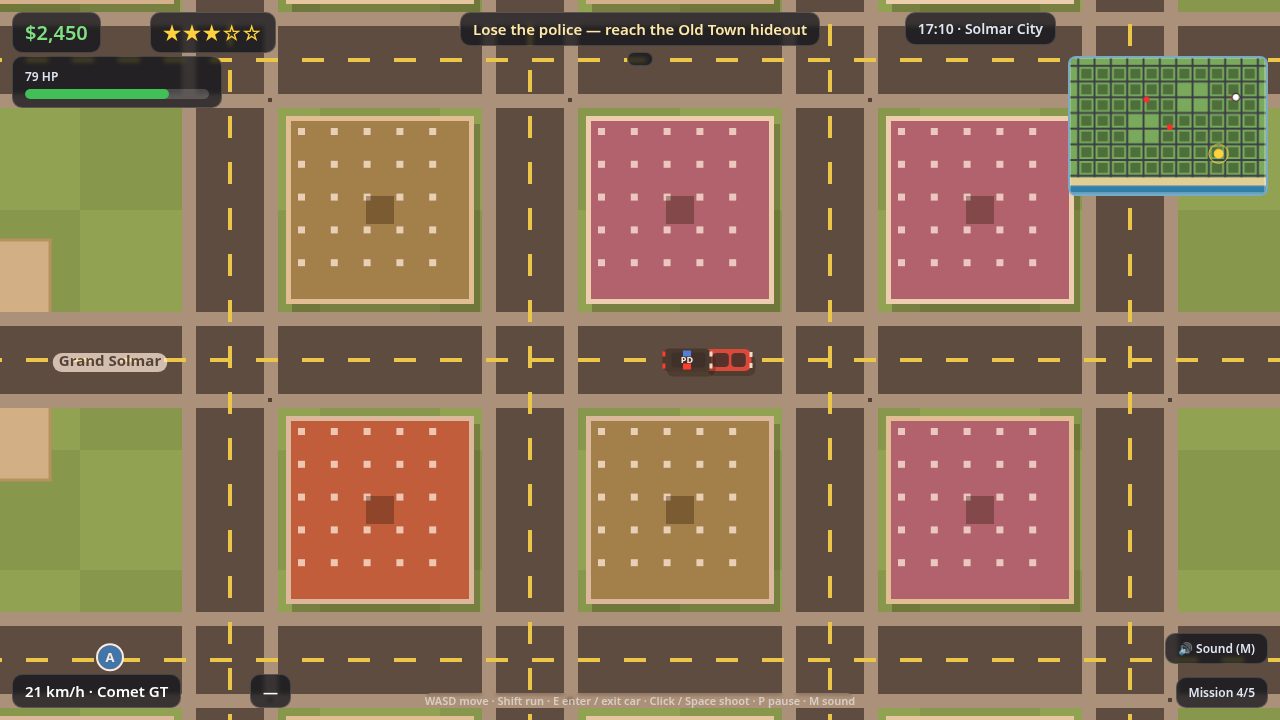 $2,450
★★★☆☆
Lose the police — reach the Old Town hideout
17:10 · Solmar City
79 HP
Grand Solmar
PD
A
21 km/h · Comet GT
—
WASD move · Shift run · E enter / exit car · Click / Space shoot · P pause · M sound
🔊 Sound (M)
Mission 4/5